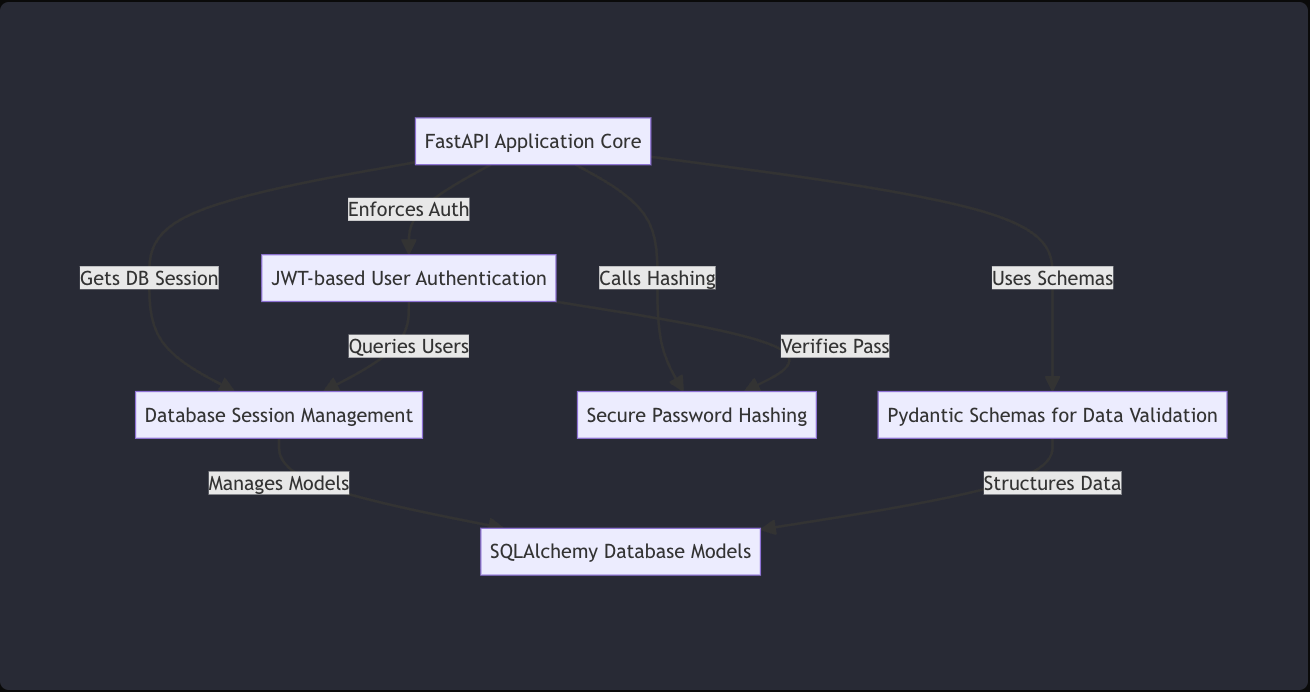 FastAPI Application Core
Enforces Auth
Gets DB Session
JWT-based User Authentication
Calls Hashing
Uses Schemas
Queries Users
Verifies Pass
Database Session Management
Secure Password Hashing
Pydantic Schemas for Data Validation
Manages Models
Structures Data
SQLAlchemy Database Models